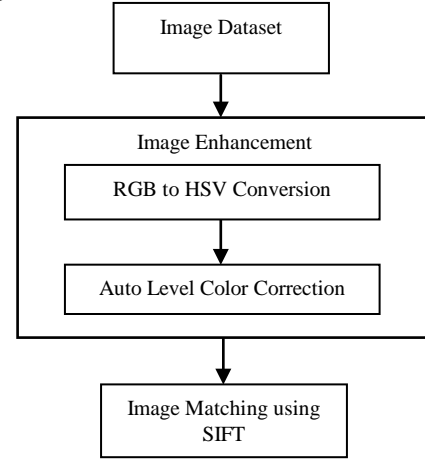 Image Dataset
Image Enhancement
RGB to HSV Conversion
Auto Level Color Correction
Image Matching using
SIFT